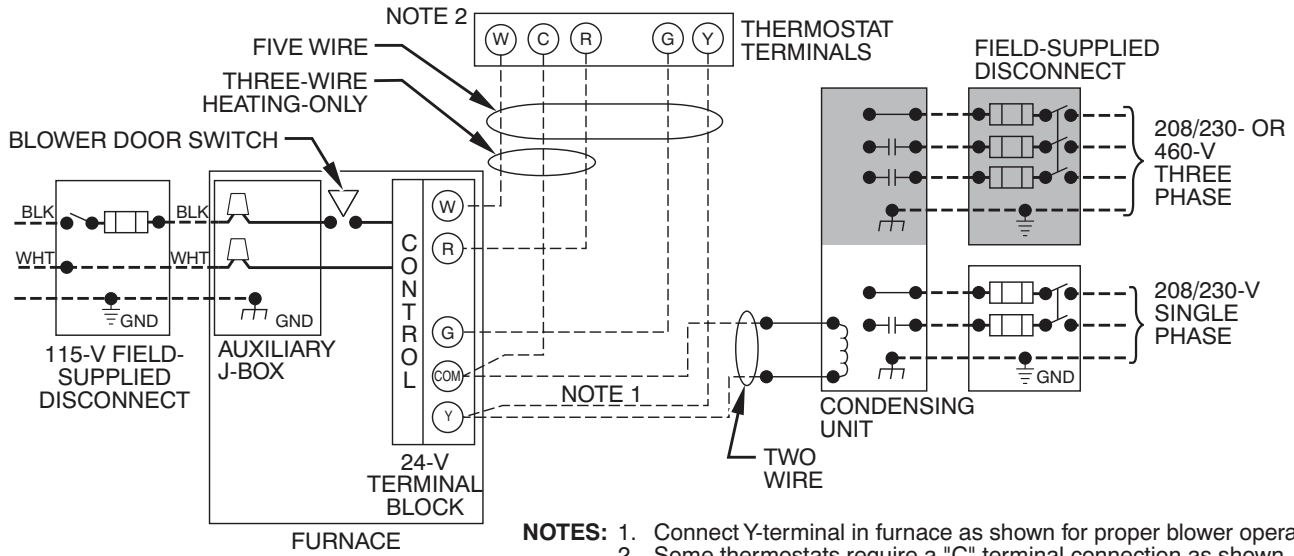 NOTE 2
W C R G Y
THERMOSTAT
TERMINALS
FIVE WIRE
THREE-WIRE
HEATING-ONLY
BLOWER DOOR SWITCH
FIELD-SUPPLIED
DISCONNECT
208/230- OR
460-V
THREE
PHASE
BLK
BLK
WHT
WHT
GND
GND
115-V FIELD-
SUPPLIED
DISCONNECT
AUXILIARY
J-BOX
CONTROL
W
R
G
COM
Y
NOTE 1
24-V
TERMINAL
BLOCK
FURNACE
TWO
WIRE
CONDENSING
UNIT
208/230-V
SINGLE
PHASE
GND
NOTES: 1. Connect Y-terminal in furnace as shown for proper blower opera
2. Some thermostats require a "C" terminal connection as shown